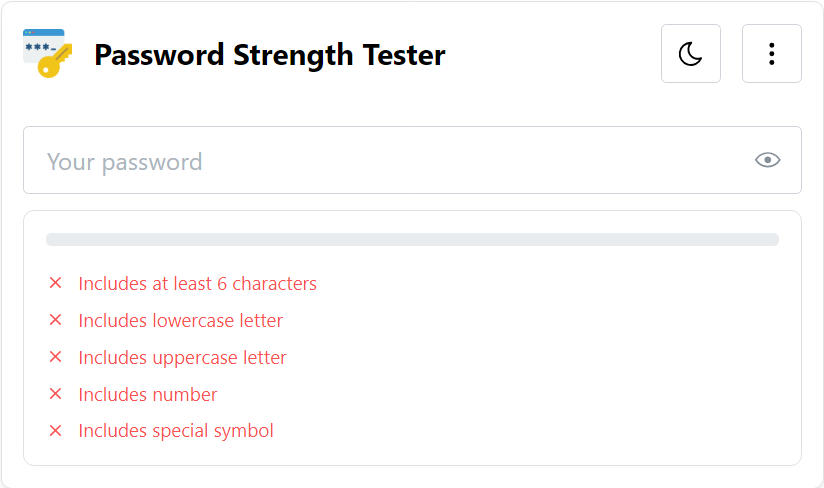 Password Strength Tester
Your password
Includes at least 6 characters
Includes lowercase letter
Includes uppercase letter
Includes number
Includes special symbol